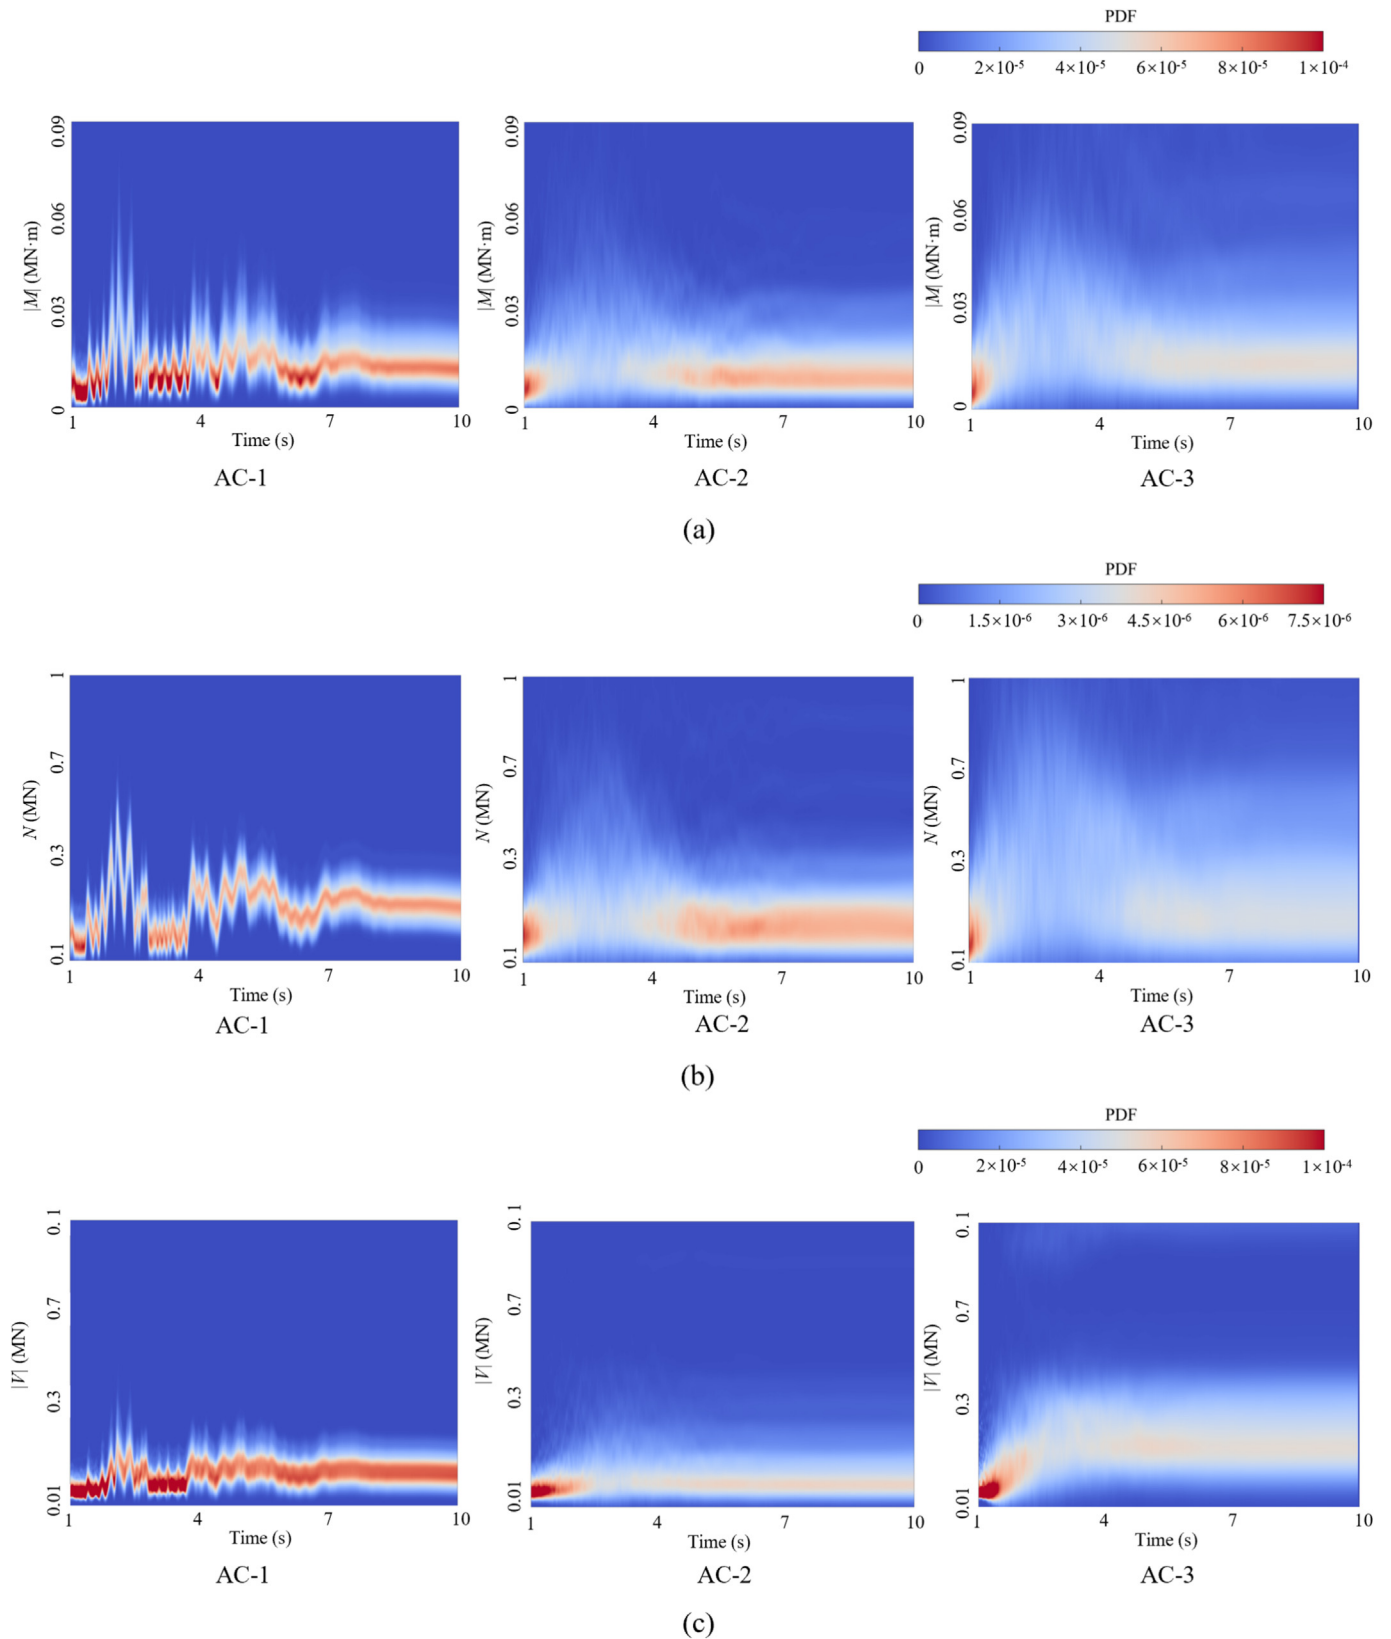 PDF
0 2×10⁻⁵ 4×10⁻⁵ 6×10⁻⁵ 8×10⁻⁵ 1×10⁻⁴
|M| (MN·m)
0.09
0.06
0.03
0
1 4 7 10
Time (s)
AC-1
|M| (MN·m)
0.09
0.06
0.03
0
1 4 7 10
Time (s)
AC-2
|M| (MN·m)
0.09
0.06
0.03
0
1 4 7 10
Time (s)
AC-3
(a)
PDF
0 1.5×10⁻⁶ 3×10⁻⁶ 4.5×10⁻⁶ 6×10⁻⁶ 7.5×10⁻⁶
N (MN)
1
0.7
0.3
0.1
1 4 7 10
Time (s)
AC-1
N (MN)
1
0.7
0.3
0.1
1 4 7 10
Time (s)
AC-2
N (MN)
1
0.7
0.3
0.1
1 4 7 10
Time (s)
AC-3
(b)
PDF
0 2×10⁻⁵ 4×10⁻⁵ 6×10⁻⁵ 8×10⁻⁵ 1×10⁻⁴
|V| (MN)
0. 1
0.7
0.3
0.01
1 4 7 10
Time (s)
AC-1
|V| (MN)
0. 1
0.7
0.3
0.01
1 4 7 10
Time (s)
AC-2
|V| (MN)
0. 1
0.7
0.3
0.01
1 4 7 10
Time (s)
AC-3
(c)